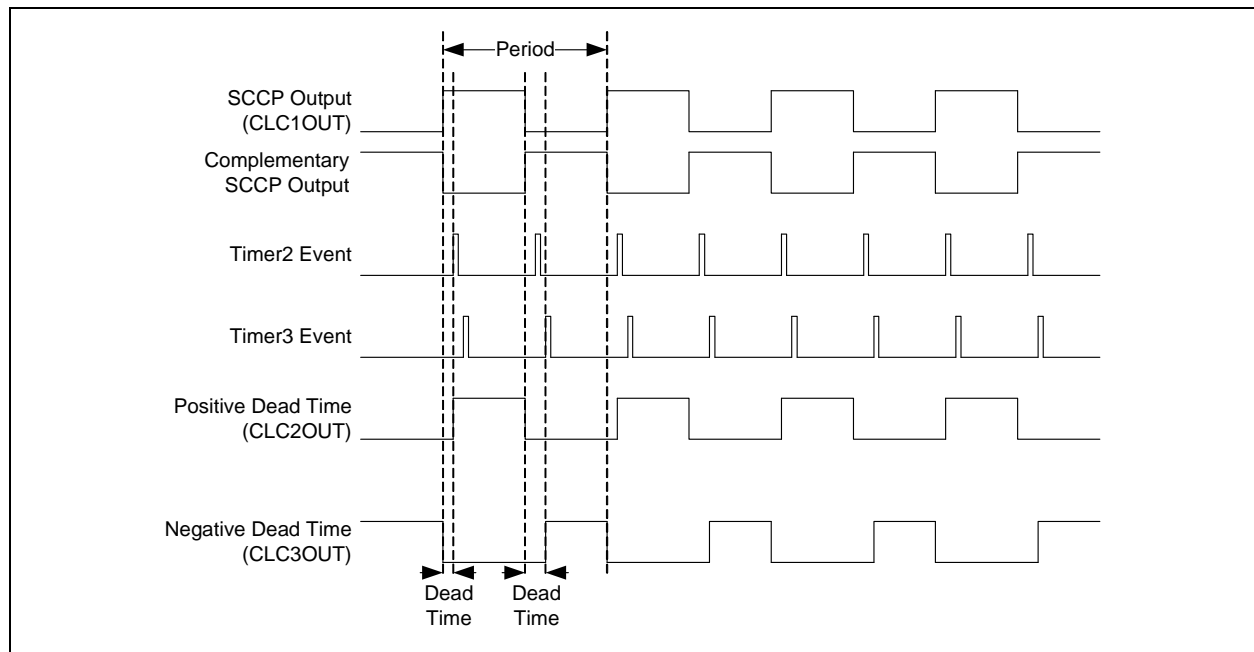 Period
SCCP Output
(CLC1OUT)
Complementary
SCCP Output
Timer2 Event
Timer3 Event
Positive Dead Time
(CLC2OUT)
Negative Dead Time
(CLC3OUT)
Dead
Time
Dead
Time